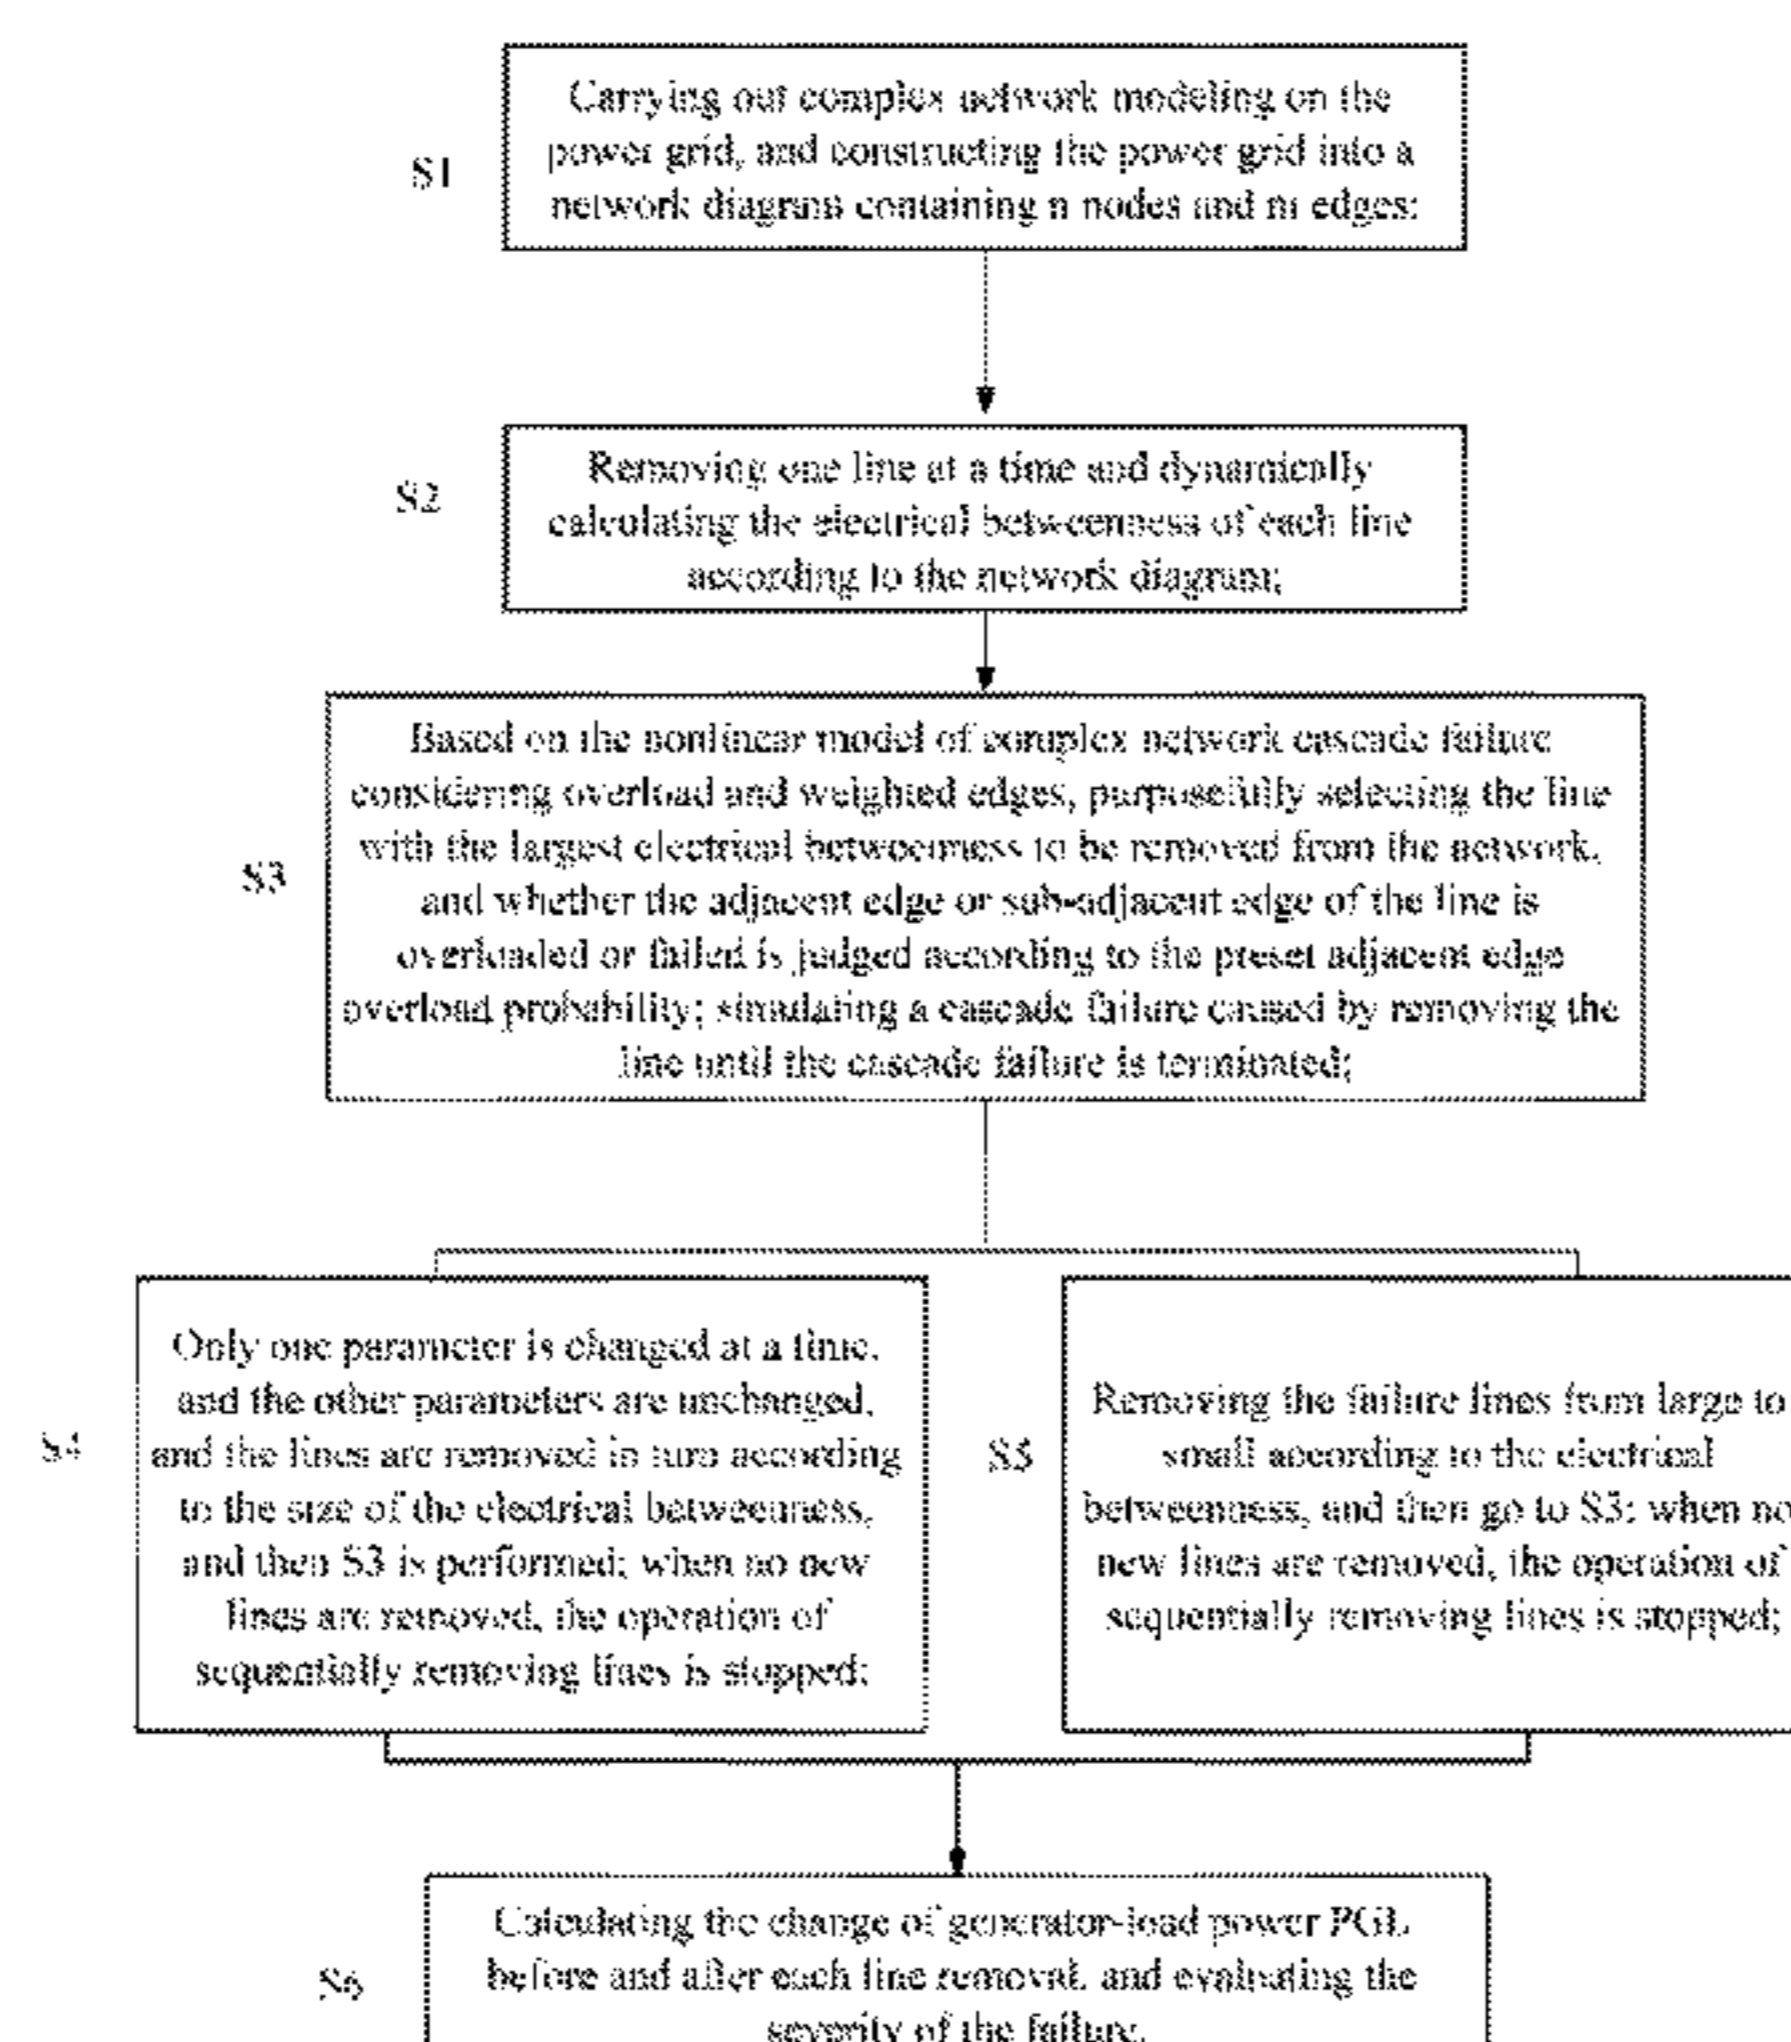 S1
Carrying out complex network modeling on the
power grid, and constructing the power grid into a
network diagram containing n nodes and m edges;
S2
Removing one line at a time and dynamically
calculating the electrical betweenness of each line
according to the network diagram;
S3
Based on the nonlinear model of complex network cascade failure
considering overload and weighted edges, purposefully selecting the line
with the largest electrical betweenness to be removed from the network,
and whether the adjacent edge or sub-adjacent edge of the line is
overloaded or failed is judged according to the preset adjacent edge
overload probability; simulating a cascade failure caused by removing the
line until the cascade failure is terminated;
S4
Only one parameter is changed at a time,
and the other parameters are unchanged,
and the lines are removed in turn according
to the size of the electrical betweenness,
and then S3 is performed; when no new
lines are removed, the operation of
sequentially removing lines is stopped;
S5
Removing the failure lines from large to
small according to the electrical
betweenness, and then go to S3; when no
new lines are removed, the operation of
sequentially removing lines is stopped;
S6
Calculating the change of generator-load power PGL
before and after each line removal, and evaluating the
severity of the failure.